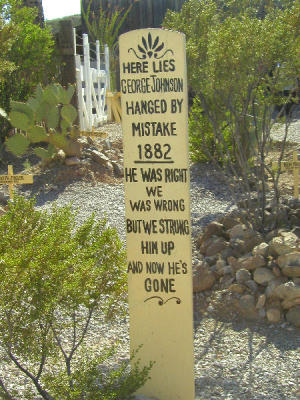 HERE LIES
GEORGE JOHNSON
HANGED BY
MISTAKE
1882
HE WAS RIGHT
WE
WAS WRONG
BUT WE STRUNG
HIM UP
AND NOW HE'S
GONE